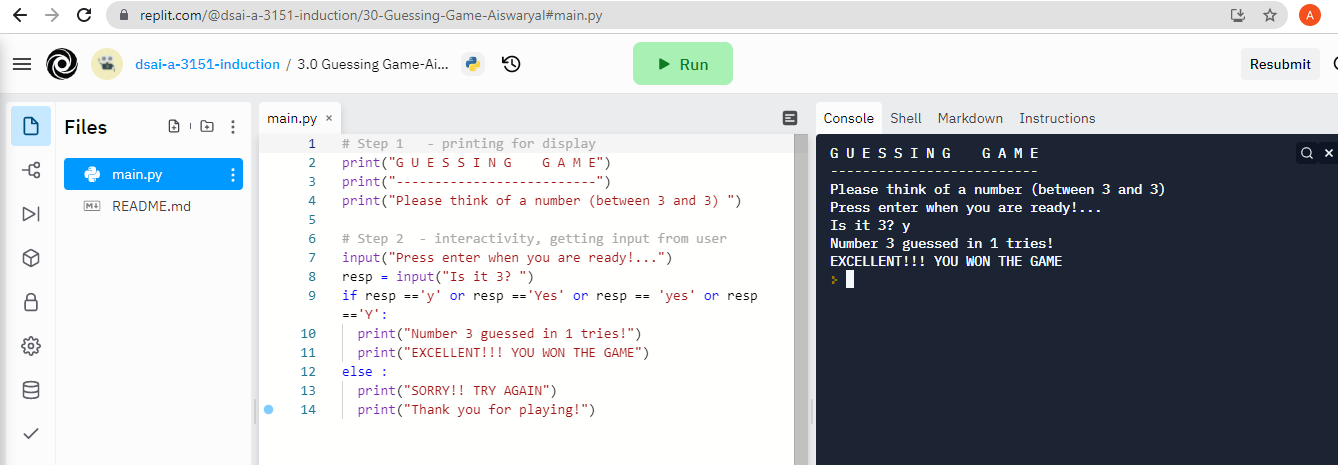 replit.com/@dsai-a-3151-induction/30-Guessing-Game-Aiswaryal#main.py
A
dsai-a-3151-induction / 3.0 Guessing Game-Ai...
Run
Resubmit
Files
main.py
README.md
main.py ×
1 # Step 1   - printing for display
2 print("G U E S S I N G    G A M E")
3 print("--------------------------")
4 print("Please think of a number (between 3 and 3) ")
5
6 # Step 2  - interactivity, getting input from user
7 input("Press enter when you are ready!...")
8 resp = input("Is it 3? ")
9 if resp =='y' or resp =='Yes' or resp == 'yes' or resp
=='Y':
10   print("Number 3 guessed in 1 tries!")
11   print("EXCELLENT!!! YOU WON THE GAME")
12 else :
13   print("SORRY!! TRY AGAIN")
14   print("Thank you for playing!")
Console Shell Markdown Instructions
G U E S S I N G    G A M E
--------------------------
Please think of a number (between 3 and 3)
Press enter when you are ready!...
Is it 3? y
Number 3 guessed in 1 tries!
EXCELLENT!!! YOU WON THE GAME
>